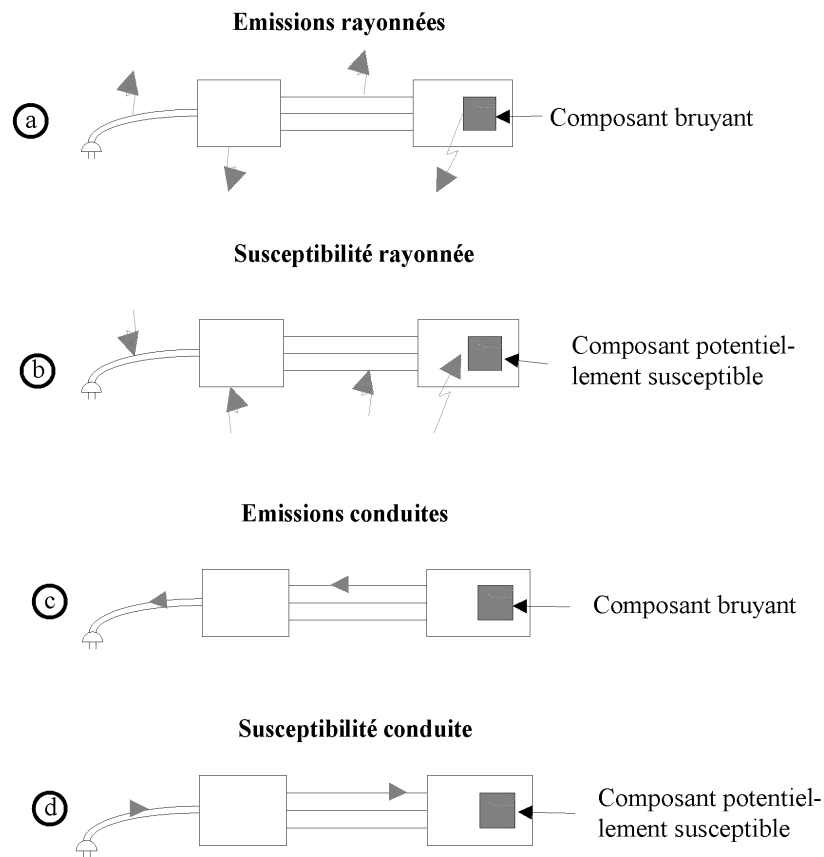 Emissions rayonnées
a
Composant bruyant
Susceptibilité rayonnée
b
Composant potentiel-
lement susceptible
Emissions conduites
c
Composant bruyant
Susceptibilité conduite
d
Composant potentiel-
lement susceptible